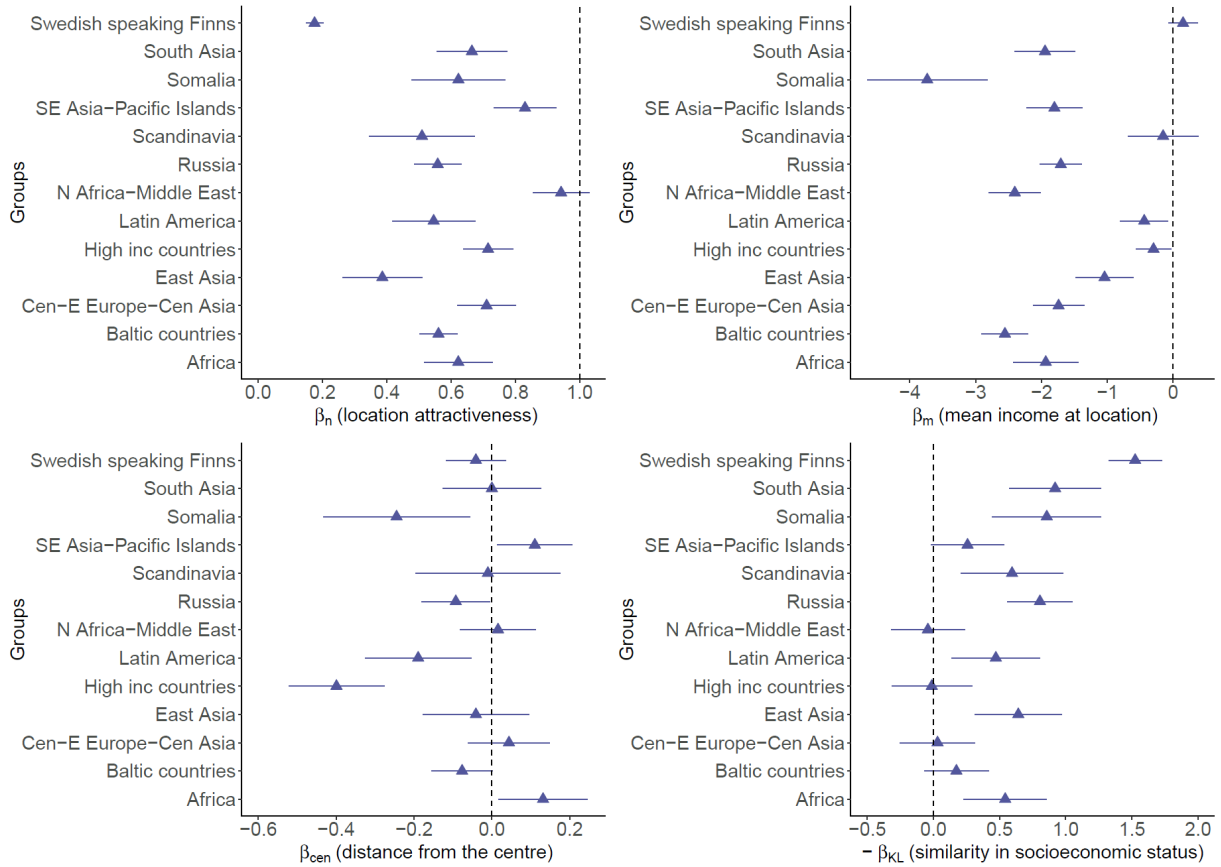 Groups
Swedish speaking Finns
South Asia
Somalia
SE Asia−Pacific Islands
Scandinavia
Russia
N Africa−Middle East
Latin America
High inc countries
East Asia
Cen−E Europe−Cen Asia
Baltic countries
Africa
0.0 0.2 0.4 0.6 0.8 1.0
βn (location attractiveness)
Groups
Swedish speaking Finns
South Asia
Somalia
SE Asia−Pacific Islands
Scandinavia
Russia
N Africa−Middle East
Latin America
High inc countries
East Asia
Cen−E Europe−Cen Asia
Baltic countries
Africa
−4 −3 −2 −1 0
βm (mean income at location)
Groups
Swedish speaking Finns
South Asia
Somalia
SE Asia−Pacific Islands
Scandinavia
Russia
N Africa−Middle East
Latin America
High inc countries
East Asia
Cen−E Europe−Cen Asia
Baltic countries
Africa
−0.6 −0.4 −0.2 0.0 0.2
βcen (distance from the centre)
Groups
Swedish speaking Finns
South Asia
Somalia
SE Asia−Pacific Islands
Scandinavia
Russia
N Africa−Middle East
Latin America
High inc countries
East Asia
Cen−E Europe−Cen Asia
Baltic countries
Africa
−0.5 0.0 0.5 1.0 1.5 2.0
− βKL (similarity in socioeconomic status)